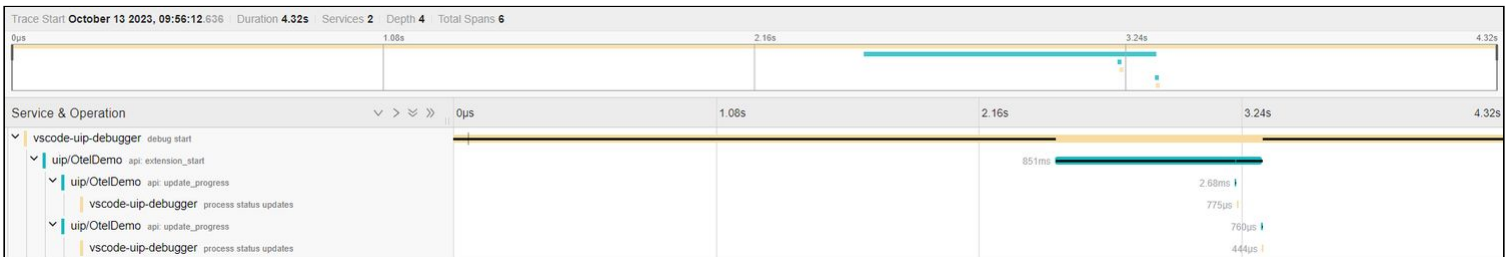 Trace Start October 13 2023, 09:56:12.636 Duration 4.32s Services 2 Depth 4 Total Spans 6
0μs 1.08s 2.16s 3.24s 4.32s
Service & Operation 0μs 1.08s 2.16s 3.24s 4.32s
vscode-uip-debugger debug start
uip/OtelDemo api: extension_start 851ms
uip/OtelDemo api: update_progress 2.68ms
vscode-uip-debugger process status updates 775μs
uip/OtelDemo api: update_progress 760μs
vscode-uip-debugger process status updates 444μs